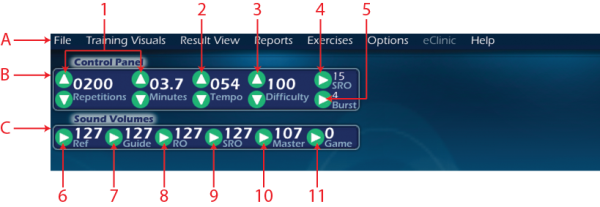 1 2 3 4 5
A File Training Visuals Result View Reports Exercises Options eClinic Help
Control Panel
B 0200 03.7 054 100 15
SRO
Repetitions Minutes Tempo Difficulty 4
Burst
Sound Volumes
C 127 127 127 127 107 0
Ref Guide RO SRO Master Game
6 7 8 9 10 11